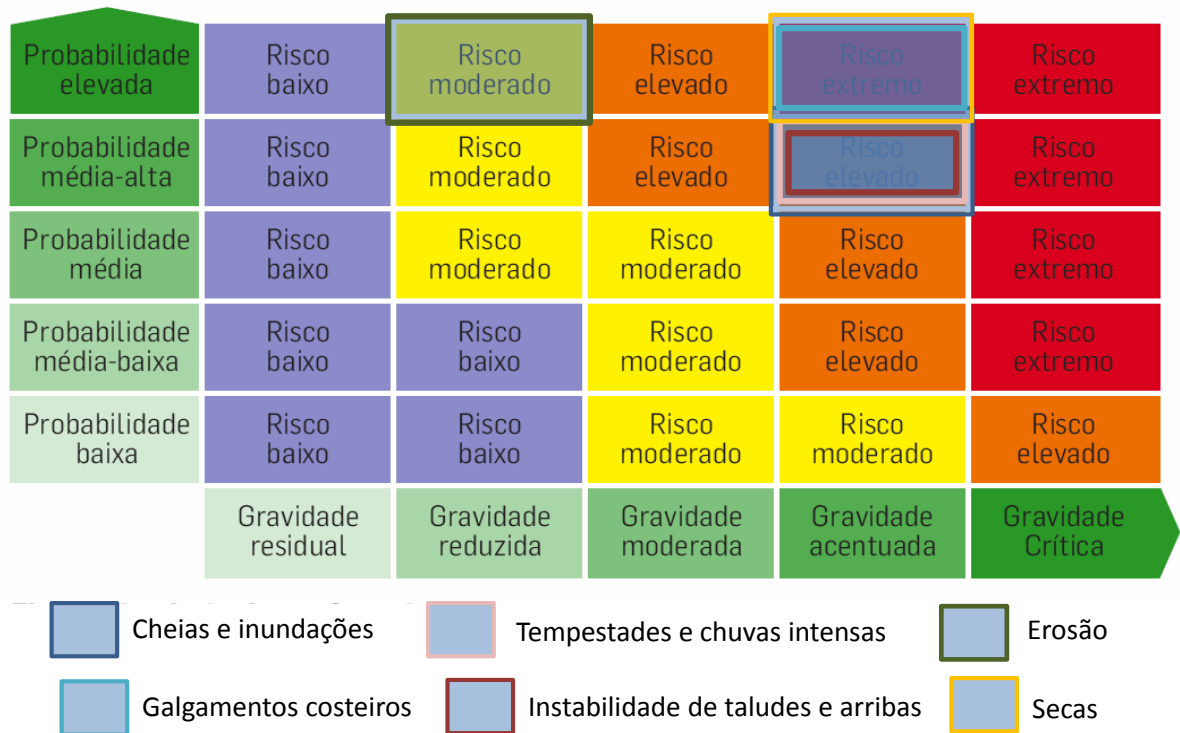 Probabilidade elevada
Risco baixo
Risco moderado
Risco elevado
Risco extremo
Risco extremo
Probabilidade média-alta
Risco baixo
Risco moderado
Risco elevado
Risco elevado
Risco extremo
Probabilidade média
Risco baixo
Risco moderado
Risco moderado
Risco elevado
Risco extremo
Probabilidade média-baixa
Risco baixo
Risco baixo
Risco moderado
Risco elevado
Risco extremo
Probabilidade baixa
Risco baixo
Risco baixo
Risco moderado
Risco moderado
Risco elevado
Gravidade residual
Gravidade reduzida
Gravidade moderada
Gravidade acentuada
Gravidade Crítica
Cheias e inundações
Tempestades e chuvas intensas
Erosão
Galgamentos costeiros
Instabilidade de taludes e arribas
Secas